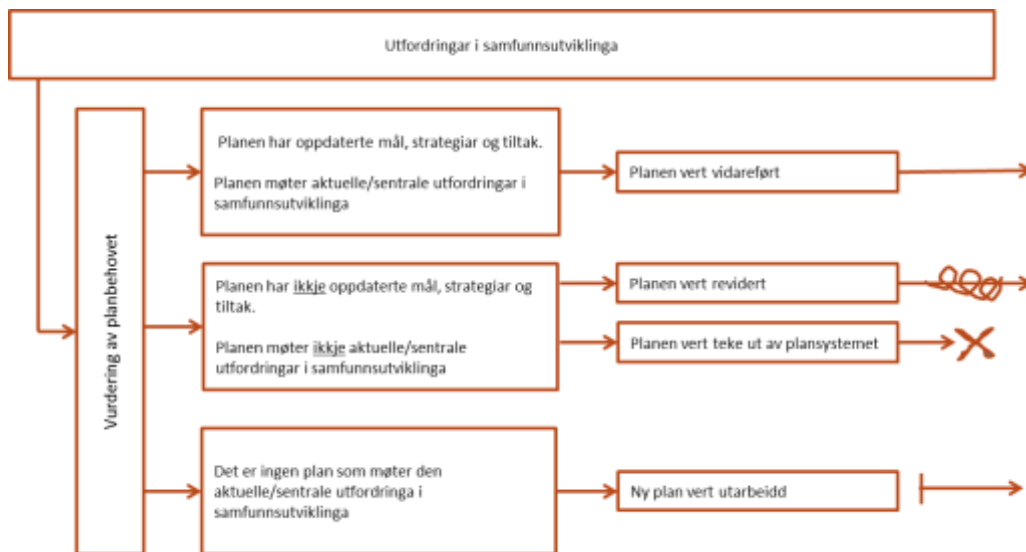 Utfordringar i samfunnsutviklinga
Vurdering av planbehovet
Planen har oppdaterte mål, strategiar og tiltak.
Planen møter aktuelle/sentrale utfordringar i
samfunnsutviklinga
Planen vert vidareført
Planen har ikkje oppdaterte mål, strategiar og
tiltak.
Planen møter ikkje aktuelle/sentrale
utfordringar i samfunnsutviklinga
Planen vert revidert
Planen vert teke ut av plansystemet
Det er ingen plan som møter den
aktuelle/sentrale utfordringa i
samfunnsutviklinga
Ny plan vert utarbeidd